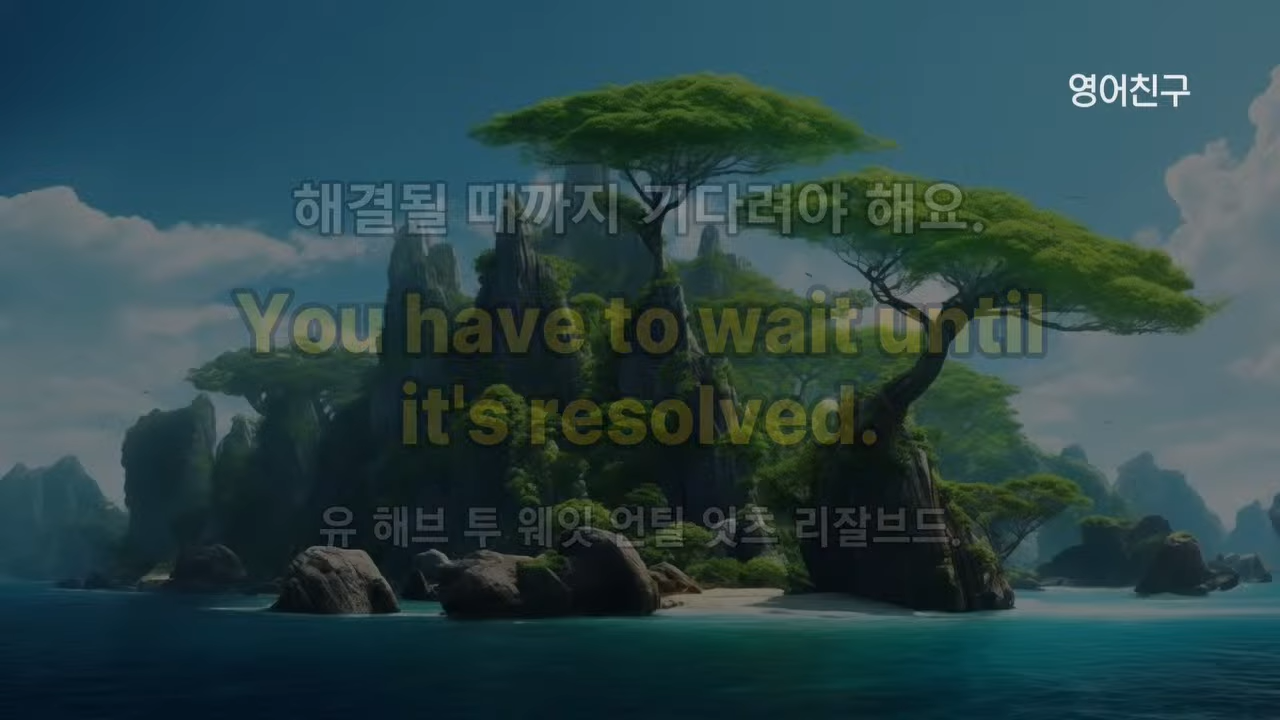 영어친구
해결될 때까지 기다려야 해요.
You have to wait until
it's resolved.
유 해브 투 웨잇 언틸 잇츠 리잘브드.